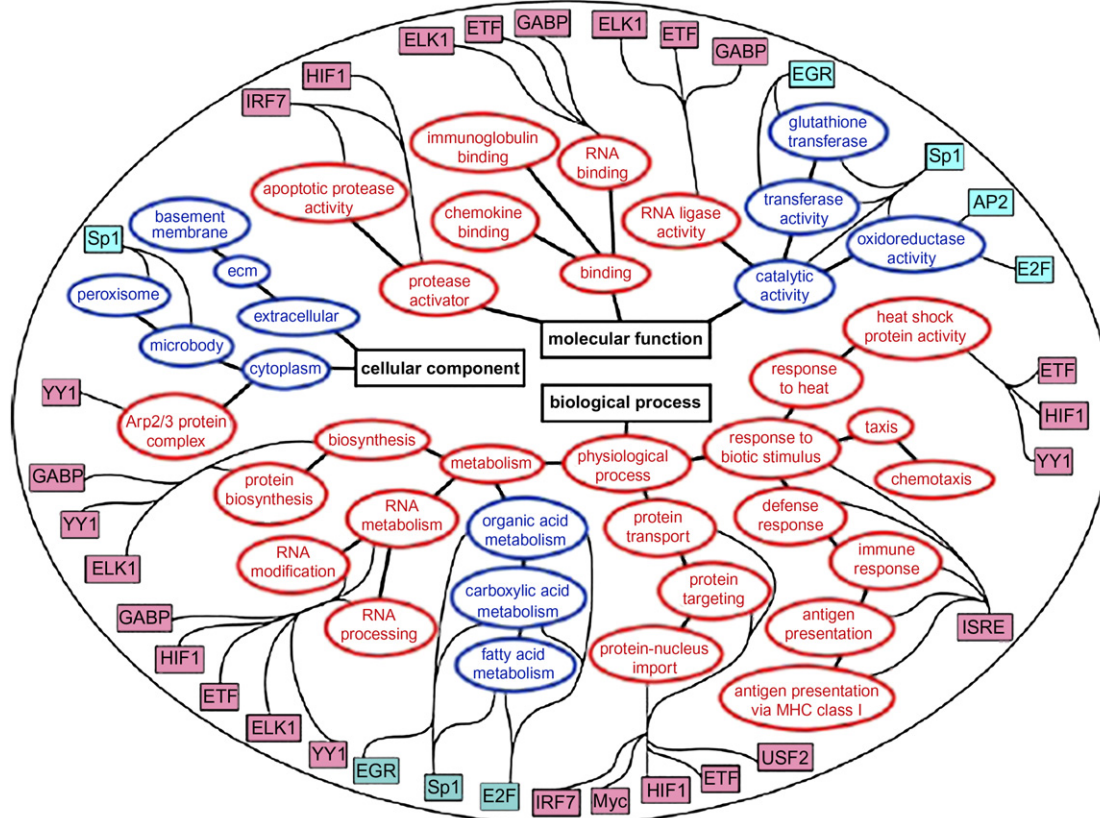 ELK1
ETF
GABP
ELK1
ETF
GABP
HIF1
IRF7
EGR
glutathione
transferase
immunoglobulin
binding
RNA
binding
Sp1
apoptotic protease
activity
chemokine
binding
RNA ligase
activity
transferase
activity
AP2
basement
membrane
Sp1
oxidoreductase
activity
ecm
protease
activator
binding
catalytic
activity
E2F
peroxisome
extracellular
heat shock
protein activity
microbody
molecular function
cytoplasm
cellular component
response
to heat
ETF
YY1
Arp2/3 protein
complex
biological process
HIF1
taxis
biosynthesis
metabolism
physiological
process
response to
biotic stimulus
YY1
GABP
protein
biosynthesis
chemotaxis
YY1
RNA
metabolism
organic acid
metabolism
protein
transport
defense
response
ELK1
RNA
modification
immune
response
carboxylic acid
metabolism
protein
targeting
GABP
RNA
processing
antigen
presentation
ISRE
HIF1
fatty acid
metabolism
protein-nucleus
import
ETF
antigen presentation
via MHC class I
ELK1
YY1
EGR
Sp1
E2F
IRF7
Myc
HIF1
ETF
USF2